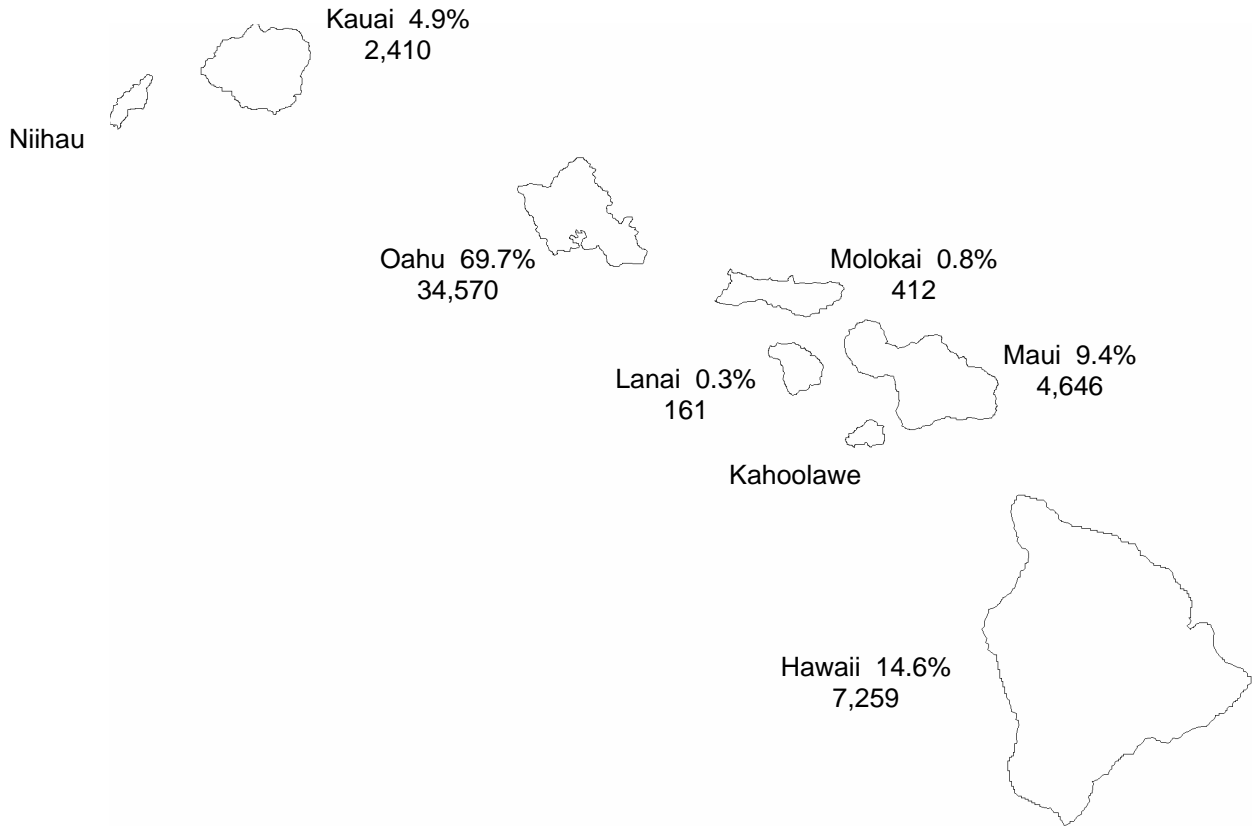 Kauai 4.9%
2,410
Niihau
Oahu 69.7%
34,570
Molokai 0.8%
412
Maui 9.4%
4,646
Lanai 0.3%
161
Kahoolawe
Hawaii 14.6%
7,259